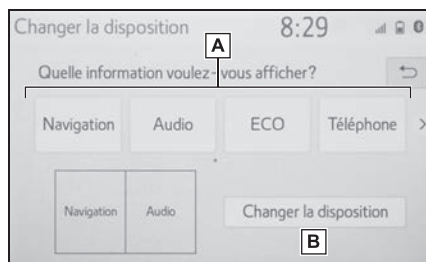 Changer la disposition 8:29
A
Quelle information voulez-vous afficher?
Navigation Audio ECO Téléphone
Navigation Audio Changer la disposition
B